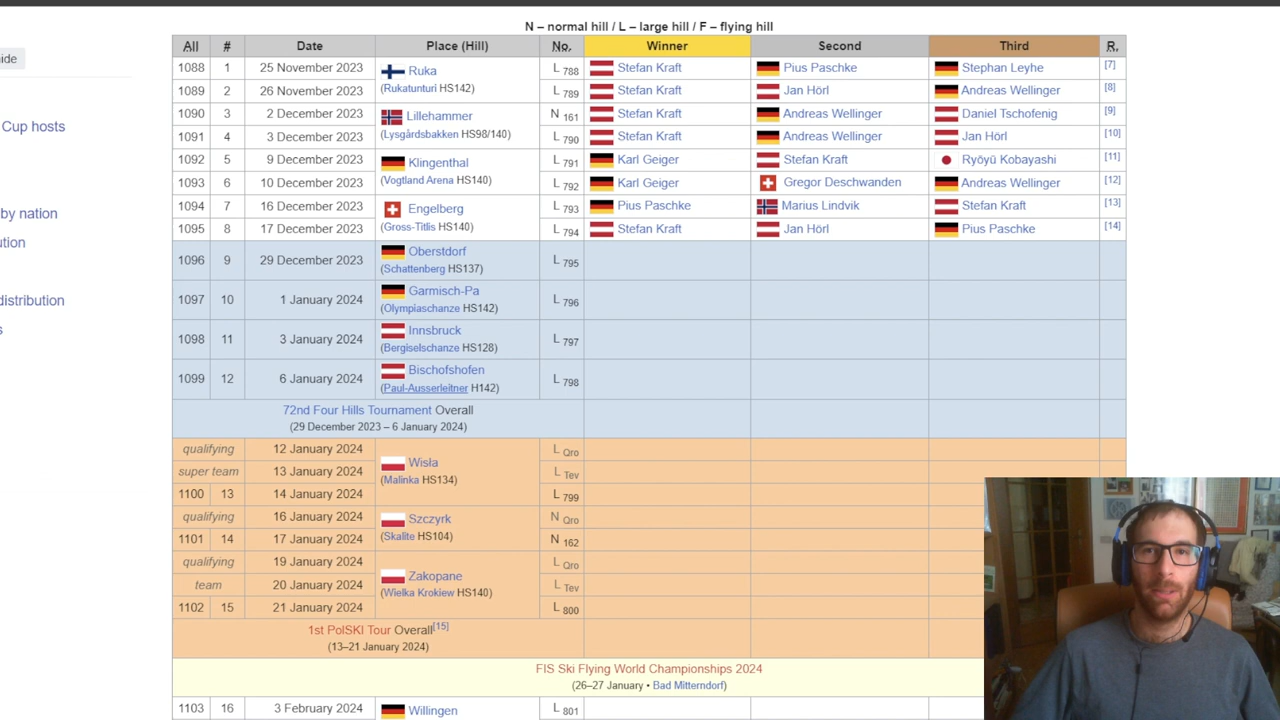 N – normal hill / L – large hill / F – flying hill
All # Date Place (Hill) No. Winner Second Third R.
ide
1088 1 25 November 2023 Ruka L 788 Stefan Kraft Pius Paschke Stephan Leyhe [7]
1089 2 26 November 2023 (Rukatunturi HS142) L 789 Stefan Kraft Jan Hörl Andreas Wellinger [8]
1090 3 2 December 2023 Lillehammer N 161 Stefan Kraft Andreas Wellinger Daniel Tschofenig [9]
Cup hosts
1091 4 3 December 2023 (Lysgårdsbakken HS98/140) L 790 Stefan Kraft Andreas Wellinger Jan Hörl [10]
1092 5 9 December 2023 Klingenthal L 791 Karl Geiger Stefan Kraft Ryōyū Kobayashi [11]
1093 6 10 December 2023 (Vogtland Arena HS140) L 792 Karl Geiger Gregor Deschwanden Andreas Wellinger [12]
1094 7 16 December 2023 Engelberg L 793 Pius Paschke Marius Lindvik Stefan Kraft [13]
by nation
1095 8 17 December 2023 (Gross-Titlis HS140) L 794 Stefan Kraft Jan Hörl Pius Paschke [14]
ution
1096 9 29 December 2023 Oberstdorf L 795
(Schattenberg HS137)
1097 10 1 January 2024 Garmisch-Pa L 796
(Olympiaschanze HS142)
distribution
1098 11 3 January 2024 Innsbruck L 797
(Bergiselschanze HS128)
s
1099 12 6 January 2024 Bischofshofen L 798
(Paul-Ausserleitner H142)
72nd Four Hills Tournament Overall
(29 December 2023 – 6 January 2024)
qualifying 12 January 2024 L Qro
super team 13 January 2024 Wisła L Tev
(Malinka HS134)
1100 13 14 January 2024 L 799
qualifying 16 January 2024 Szczyrk N Qro
1101 14 17 January 2024 (Skalite HS104) N 162
qualifying 19 January 2024 L Qro
team 20 January 2024 Zakopane L Tev
(Wielka Krokiew HS140)
1102 15 21 January 2024 L 800
1st PolSKI Tour Overall[15]
(13–21 January 2024)
FIS Ski Flying World Championships 2024
(26–27 January • Bad Mitterndorf)
1103 16 3 February 2024 Willingen L 801